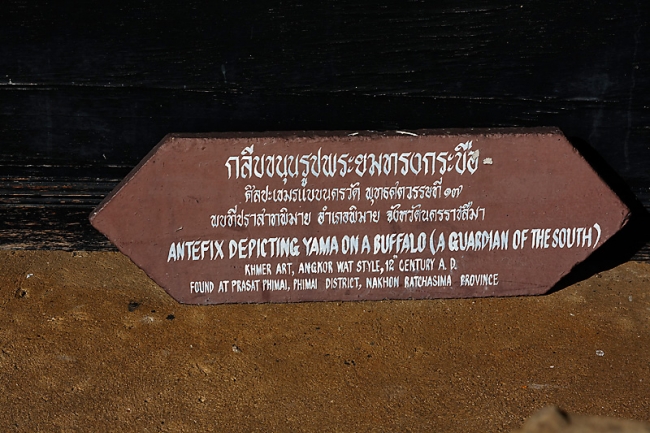 กลีบขนุนรูปพระยมทรงกระบือ
ศิลปะเขมรแบบนครวัด พุทธศตวรรษที่ ๑๗
พบที่ปราสาทพิมาย อำเภอพิมาย จังหวัดนครราชสีมา
ANTEFIX DEPICTING YAMA ON A BUFFALO (A GUARDIAN OF THE SOUTH)
KHMER ART, ANGKOR WAT STYLE, 12TH CENTURY A. D.
FOUND AT PRASAT PHIMAI, PHIMAI DISTRICT, NAKHON RATCHASIMA PROVINCE